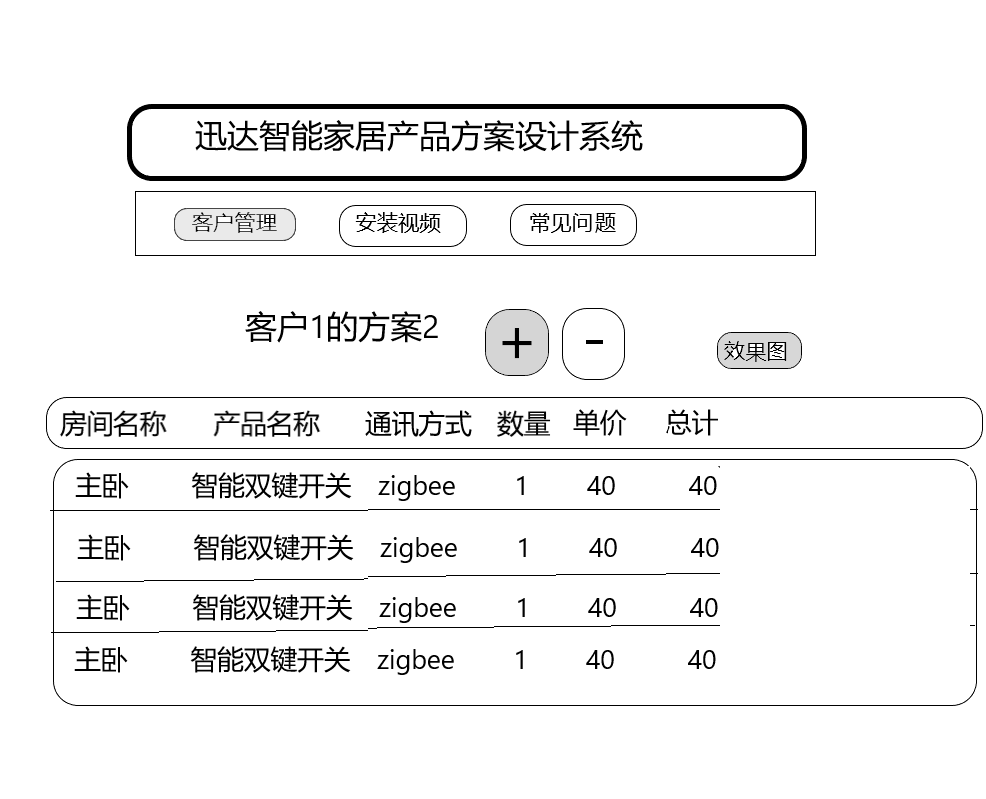 迅达智能家居产品方案设计系统
客户管理 安装视频 常见问题
客户1的方案2 + -
效果图
房间名称 产品名称 通讯方式 数量 单价 总计
主卧 智能双键开关 zigbee 1 40 40
主卧 智能双键开关 zigbee 1 40 40
主卧 智能双键开关 zigbee 1 40 40
主卧 智能双键开关 zigbee 1 40 40